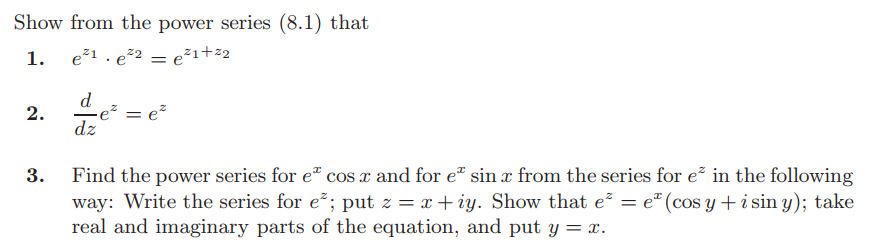 Show from the power series (8.1) that
1. e^{z_1} · e^{z_2} = e^{z_1+z_2}
2. \frac{d}{dz}e^z = e^z
3. Find the power series for e^x cos x and for e^x sin x from the series for e^z in the following
way: Write the series for e^z; put z = x + iy. Show that e^z = e^x(cos y + i sin y); take
real and imaginary parts of the equation, and put y = x.